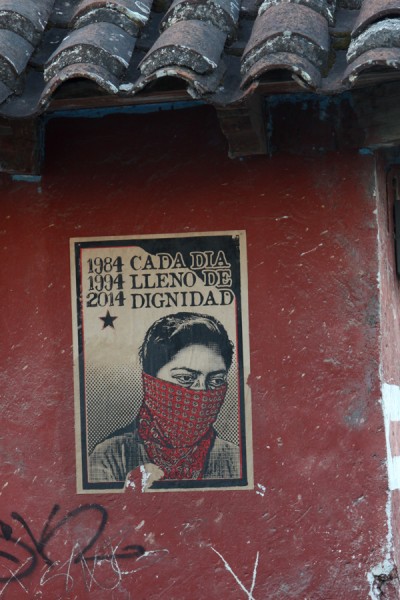 1984 CADA DIA
1994 LLENO DE
2014 DIGNIDAD